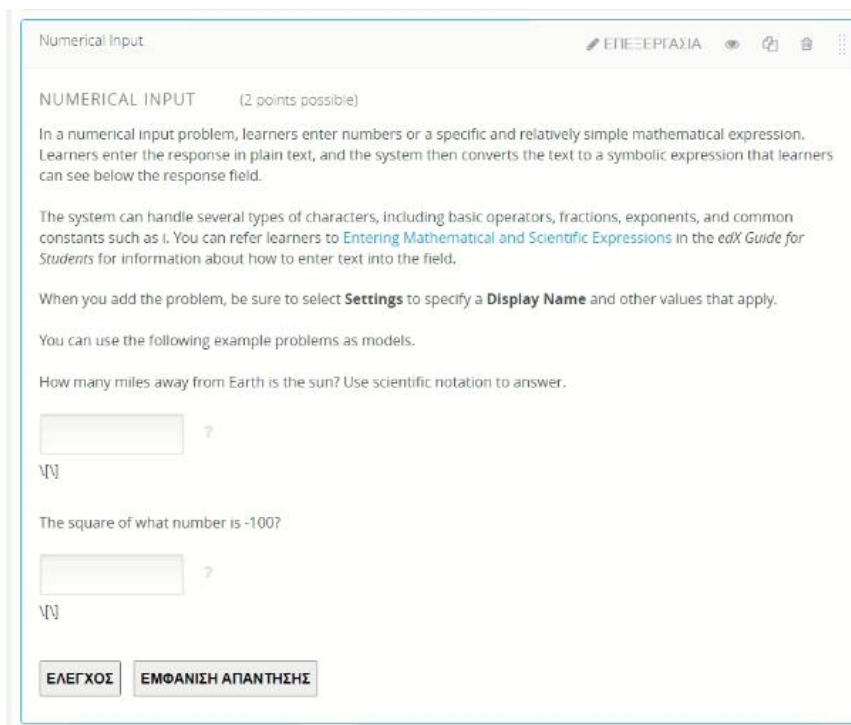 Numerical Input
ΕΠΕΞΕΡΓΑΣΙΑ
NUMERICAL INPUT (2 points possible)
In a numerical input problem, learners enter numbers or a specific and relatively simple mathematical expression.
Learners enter the response in plain text, and the system then converts the text to a symbolic expression that learners
can see below the response field.
The system can handle several types of characters, including basic operators, fractions, exponents, and common
constants such as i. You can refer learners to Entering Mathematical and Scientific Expressions in the edX Guide for
Students for information about how to enter text into the field.
When you add the problem, be sure to select Settings to specify a Display Name and other values that apply.
You can use the following example problems as models.
How many miles away from Earth is the sun? Use scientific notation to answer.
?
\[\]
The square of what number is -100?
?
\[\]
ΕΛΕΓΧΟΣ ΕΜΦΑΝΙΣΗ ΑΠΑΝΤΗΣΗΣ